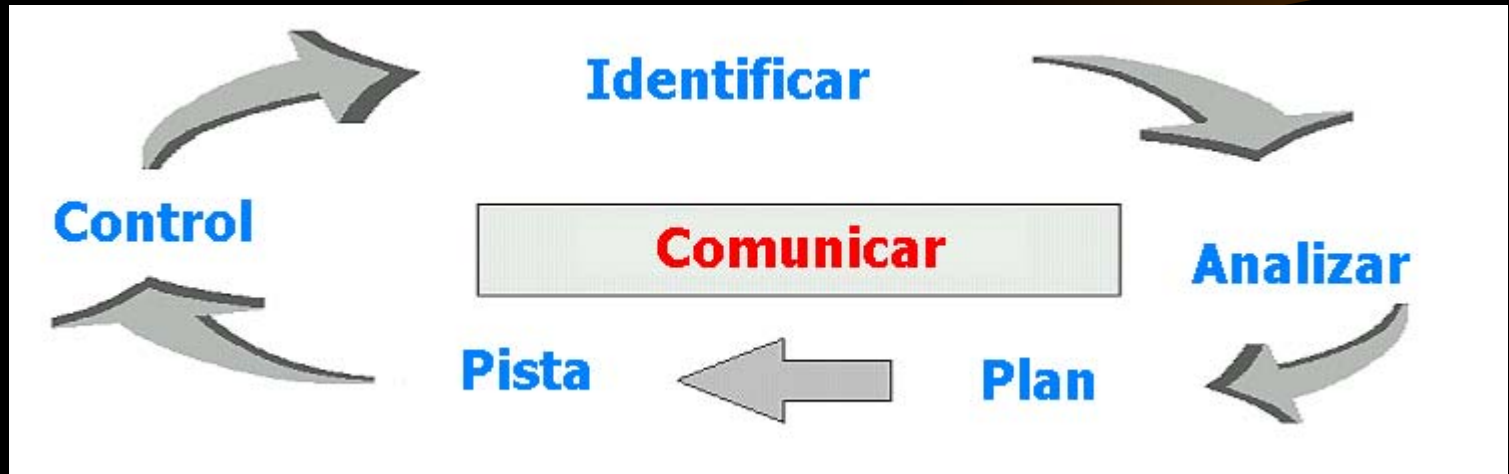 Identificar
Control
Comunicar
Analizar
Pista
Plan